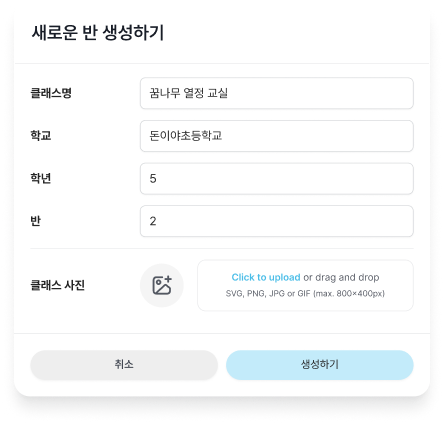 새로운 반 생성하기
클래스명
꿈나무 열정 교실
학교
돈이야초등학교
학년
5
반
2
클래스 사진
Click to upload or drag and drop
SVG, PNG, JPG or GIF (max. 800×400px)
취소
생성하기